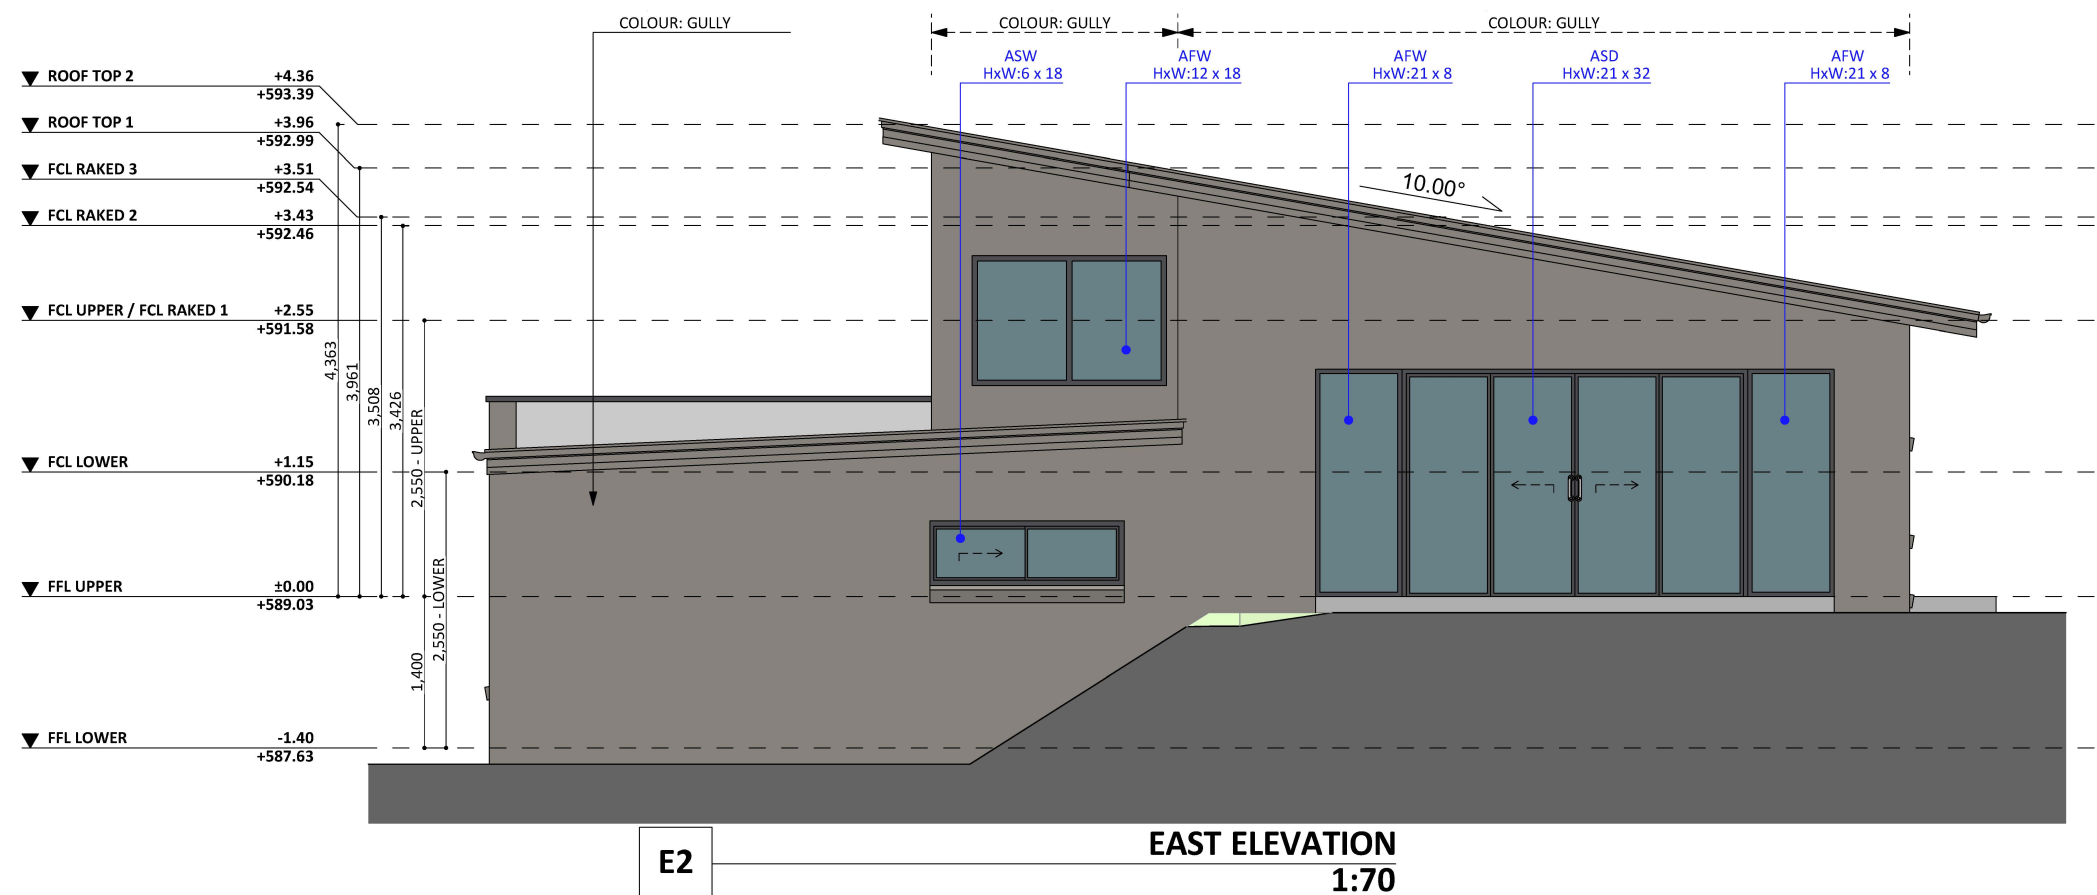 COLOUR: GULLY
COLOUR: GULLY
COLOUR: GULLY
ASW
HxW:6 x 18
AFW
HxW:12 x 18
AFW
HxW:21 x 8
ASD
HxW:21 x 32
AFW
HxW:21 x 8
ROOF TOP 2 +4.36
+593.39
ROOF TOP 1 +3.96
+592.99
FCL RAKED 3 +3.51
+592.54
FCL RAKED 2 +3.43
+592.46
FCL UPPER / FCL RAKED 1 +2.55
+591.58
FCL LOWER +1.15
+590.18
FFL UPPER ±0.00
+589.03
FFL LOWER -1.40
+587.63
4,363
3,961
3,508
3,426
2,550 - UPPER
1,400
2,550 - LOWER
10.00°
E2
EAST ELEVATION
1:70